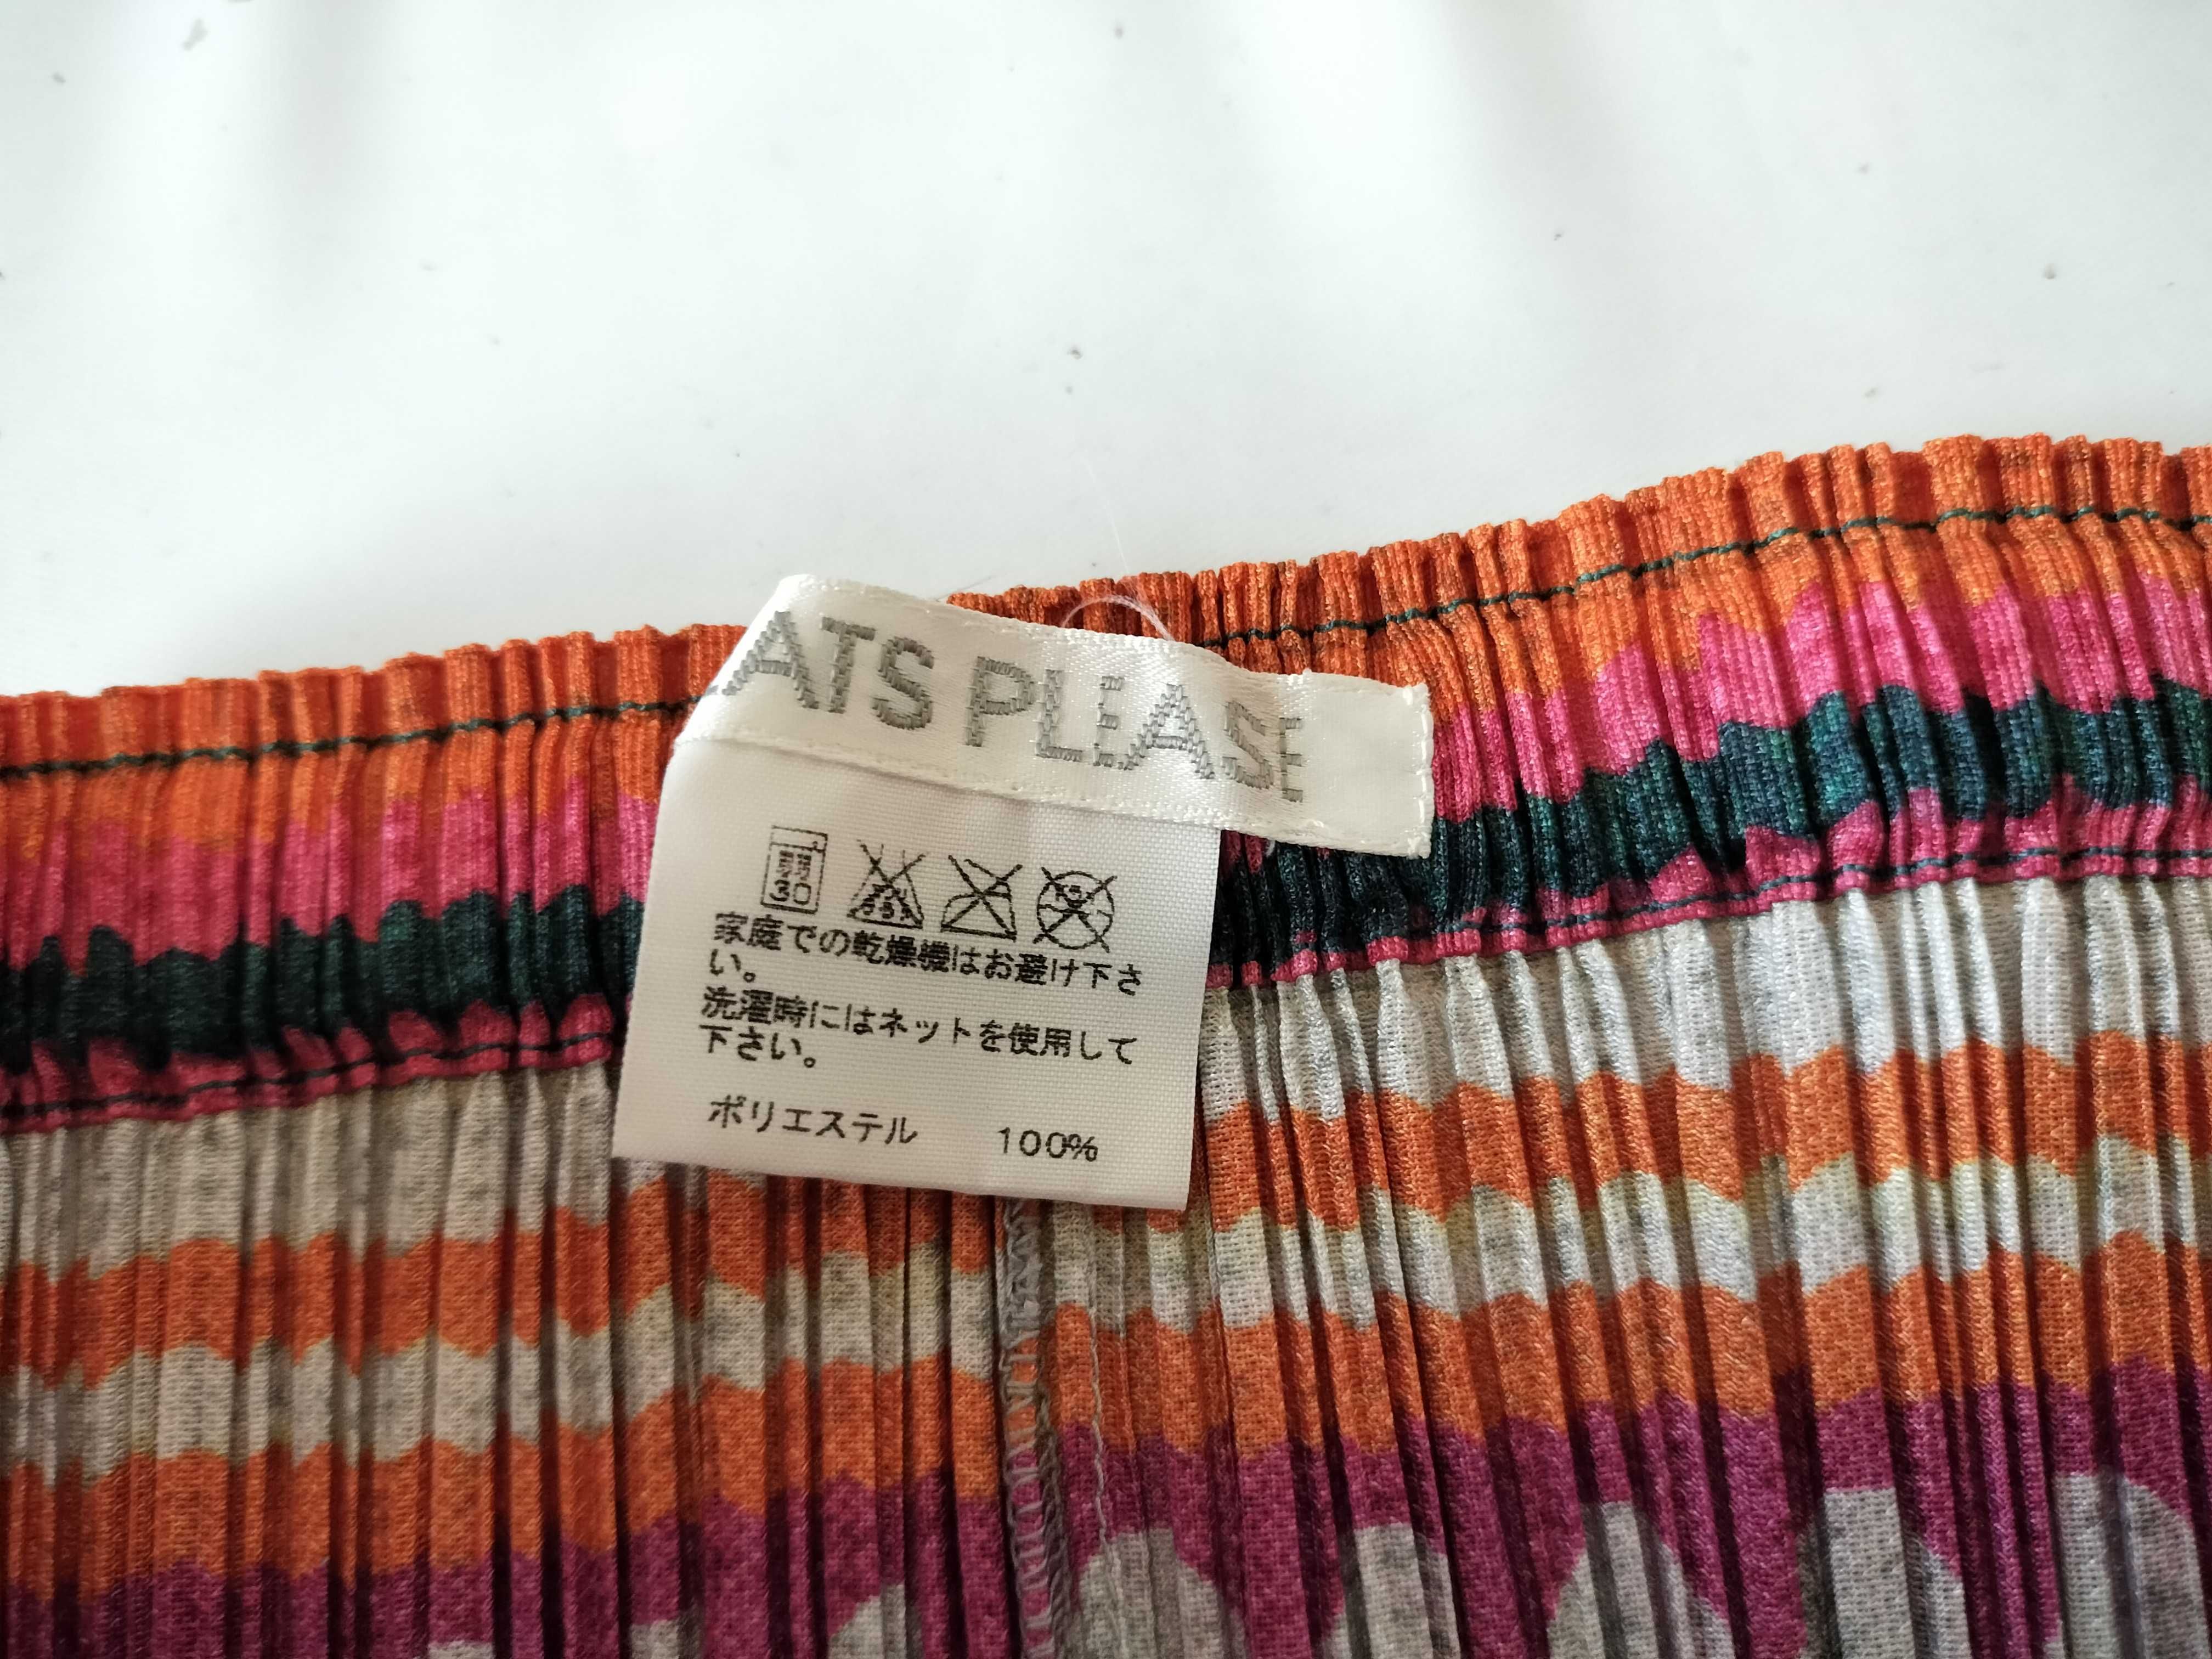 EATS PLEASE
弱
30
家庭での乾燥機はお避け下さ
い。
洗濯時にはネットを使用して
下さい。
ポリエステル 100%